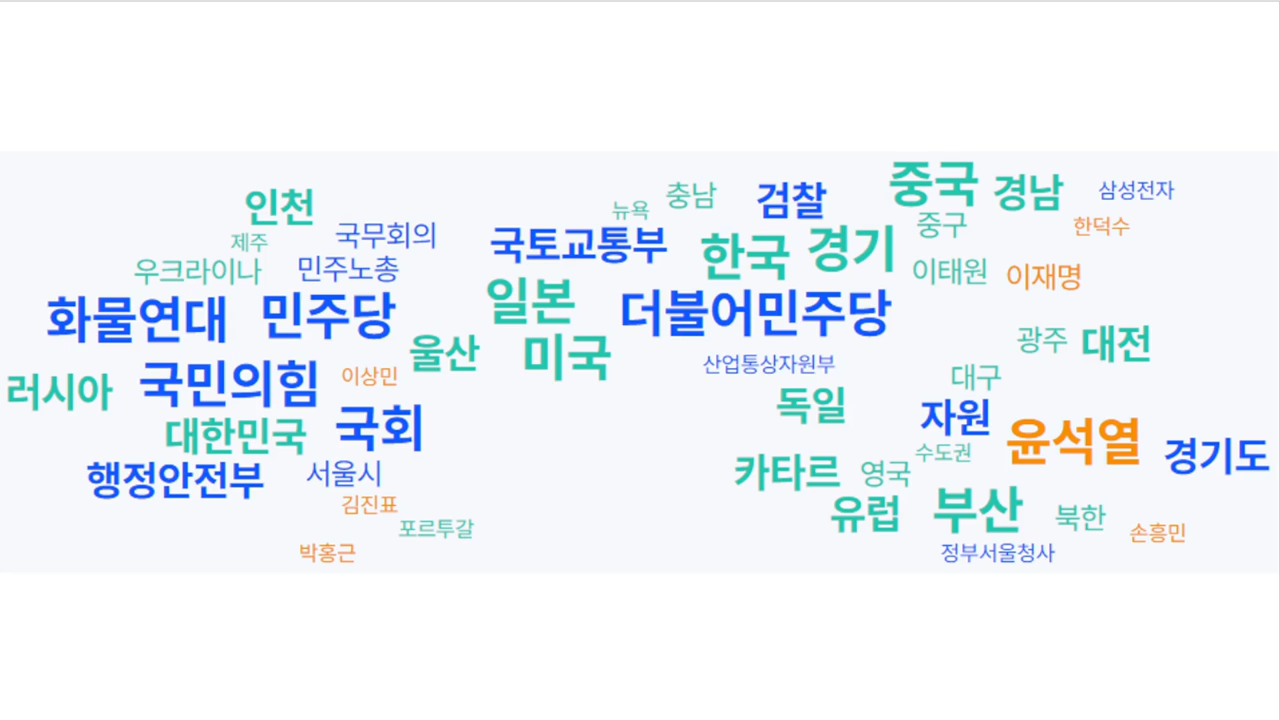 중국 경남 삼성전자
인천 뉴욕 충남 검찰 중구 한덕수
제주 국무회의 국토교통부 한국 경기
우크라이나 민주노총 이태원 이재명
화물연대 민주당 일본 더불어민주당
울산 미국 산업통상자원부 광주 대전
러시아 국민의힘 이상민 독일 대구
대한민국 국회 자원 윤석열 경기도
행정안전부 서울시 카타르 영국 수도권
김진표 포르투갈 유럽 부산 북한 손흥민
박홍근 정부서울청사